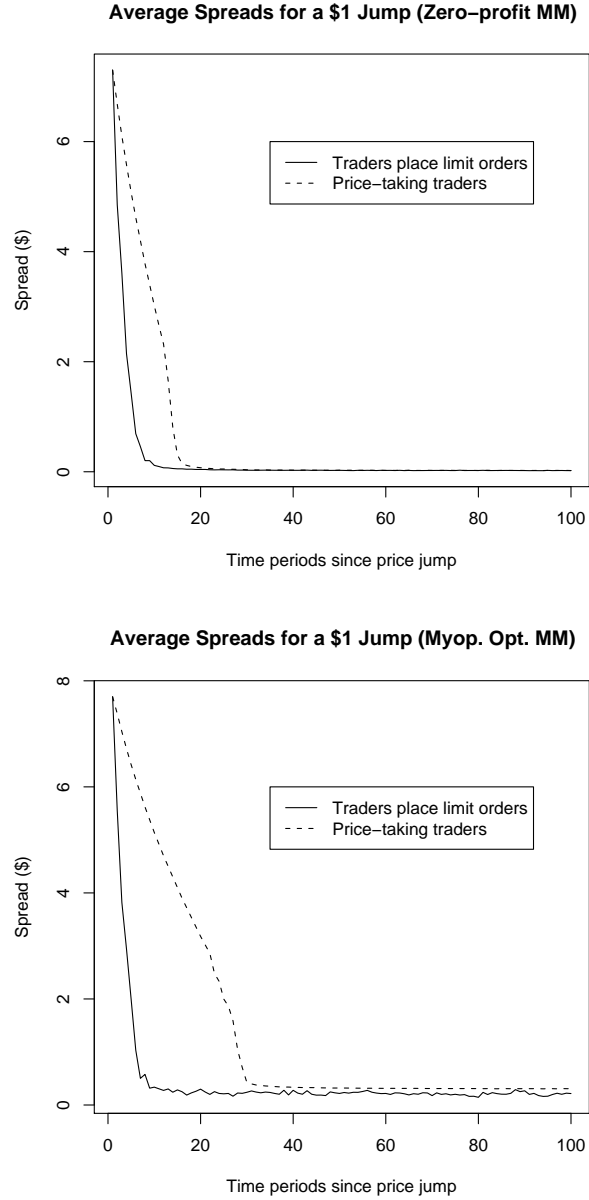 Average Spreads for a $1 Jump (Zero−profit MM)
6
4
2
0
Spread ($)
Traders place limit orders
Price−taking traders
0 20 40 60 80 100
Time periods since price jump
Average Spreads for a $1 Jump (Myop. Opt. MM)
8
6
4
2
0
Spread ($)
Traders place limit orders
Price−taking traders
0 20 40 60 80 100
Time periods since price jump